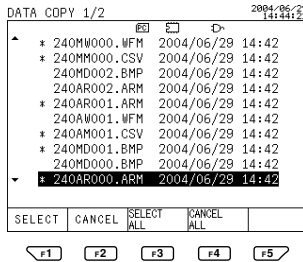 DATA COPY 1/2
2004/06/2
14:44:2
PC
* 240MW000.WFM 2004/06/29 14:42
* 240MM000.CSV 2004/06/29 14:42
240MD002.BMP 2004/06/29 14:42
240AR002.ARM 2004/06/29 14:42
* 240AR001.ARM 2004/06/29 14:42
240AW001.WFM 2004/06/29 14:42
* 240AM001.CSV 2004/06/29 14:42
* 240MD001.BMP 2004/06/29 14:42
240MD000.BMP 2004/06/29 14:42
* 240AR000.ARM 2004/06/29 14:42
SELECT CANCEL SELECT ALL CANCEL ALL
F1 F2 F3 F4 F5